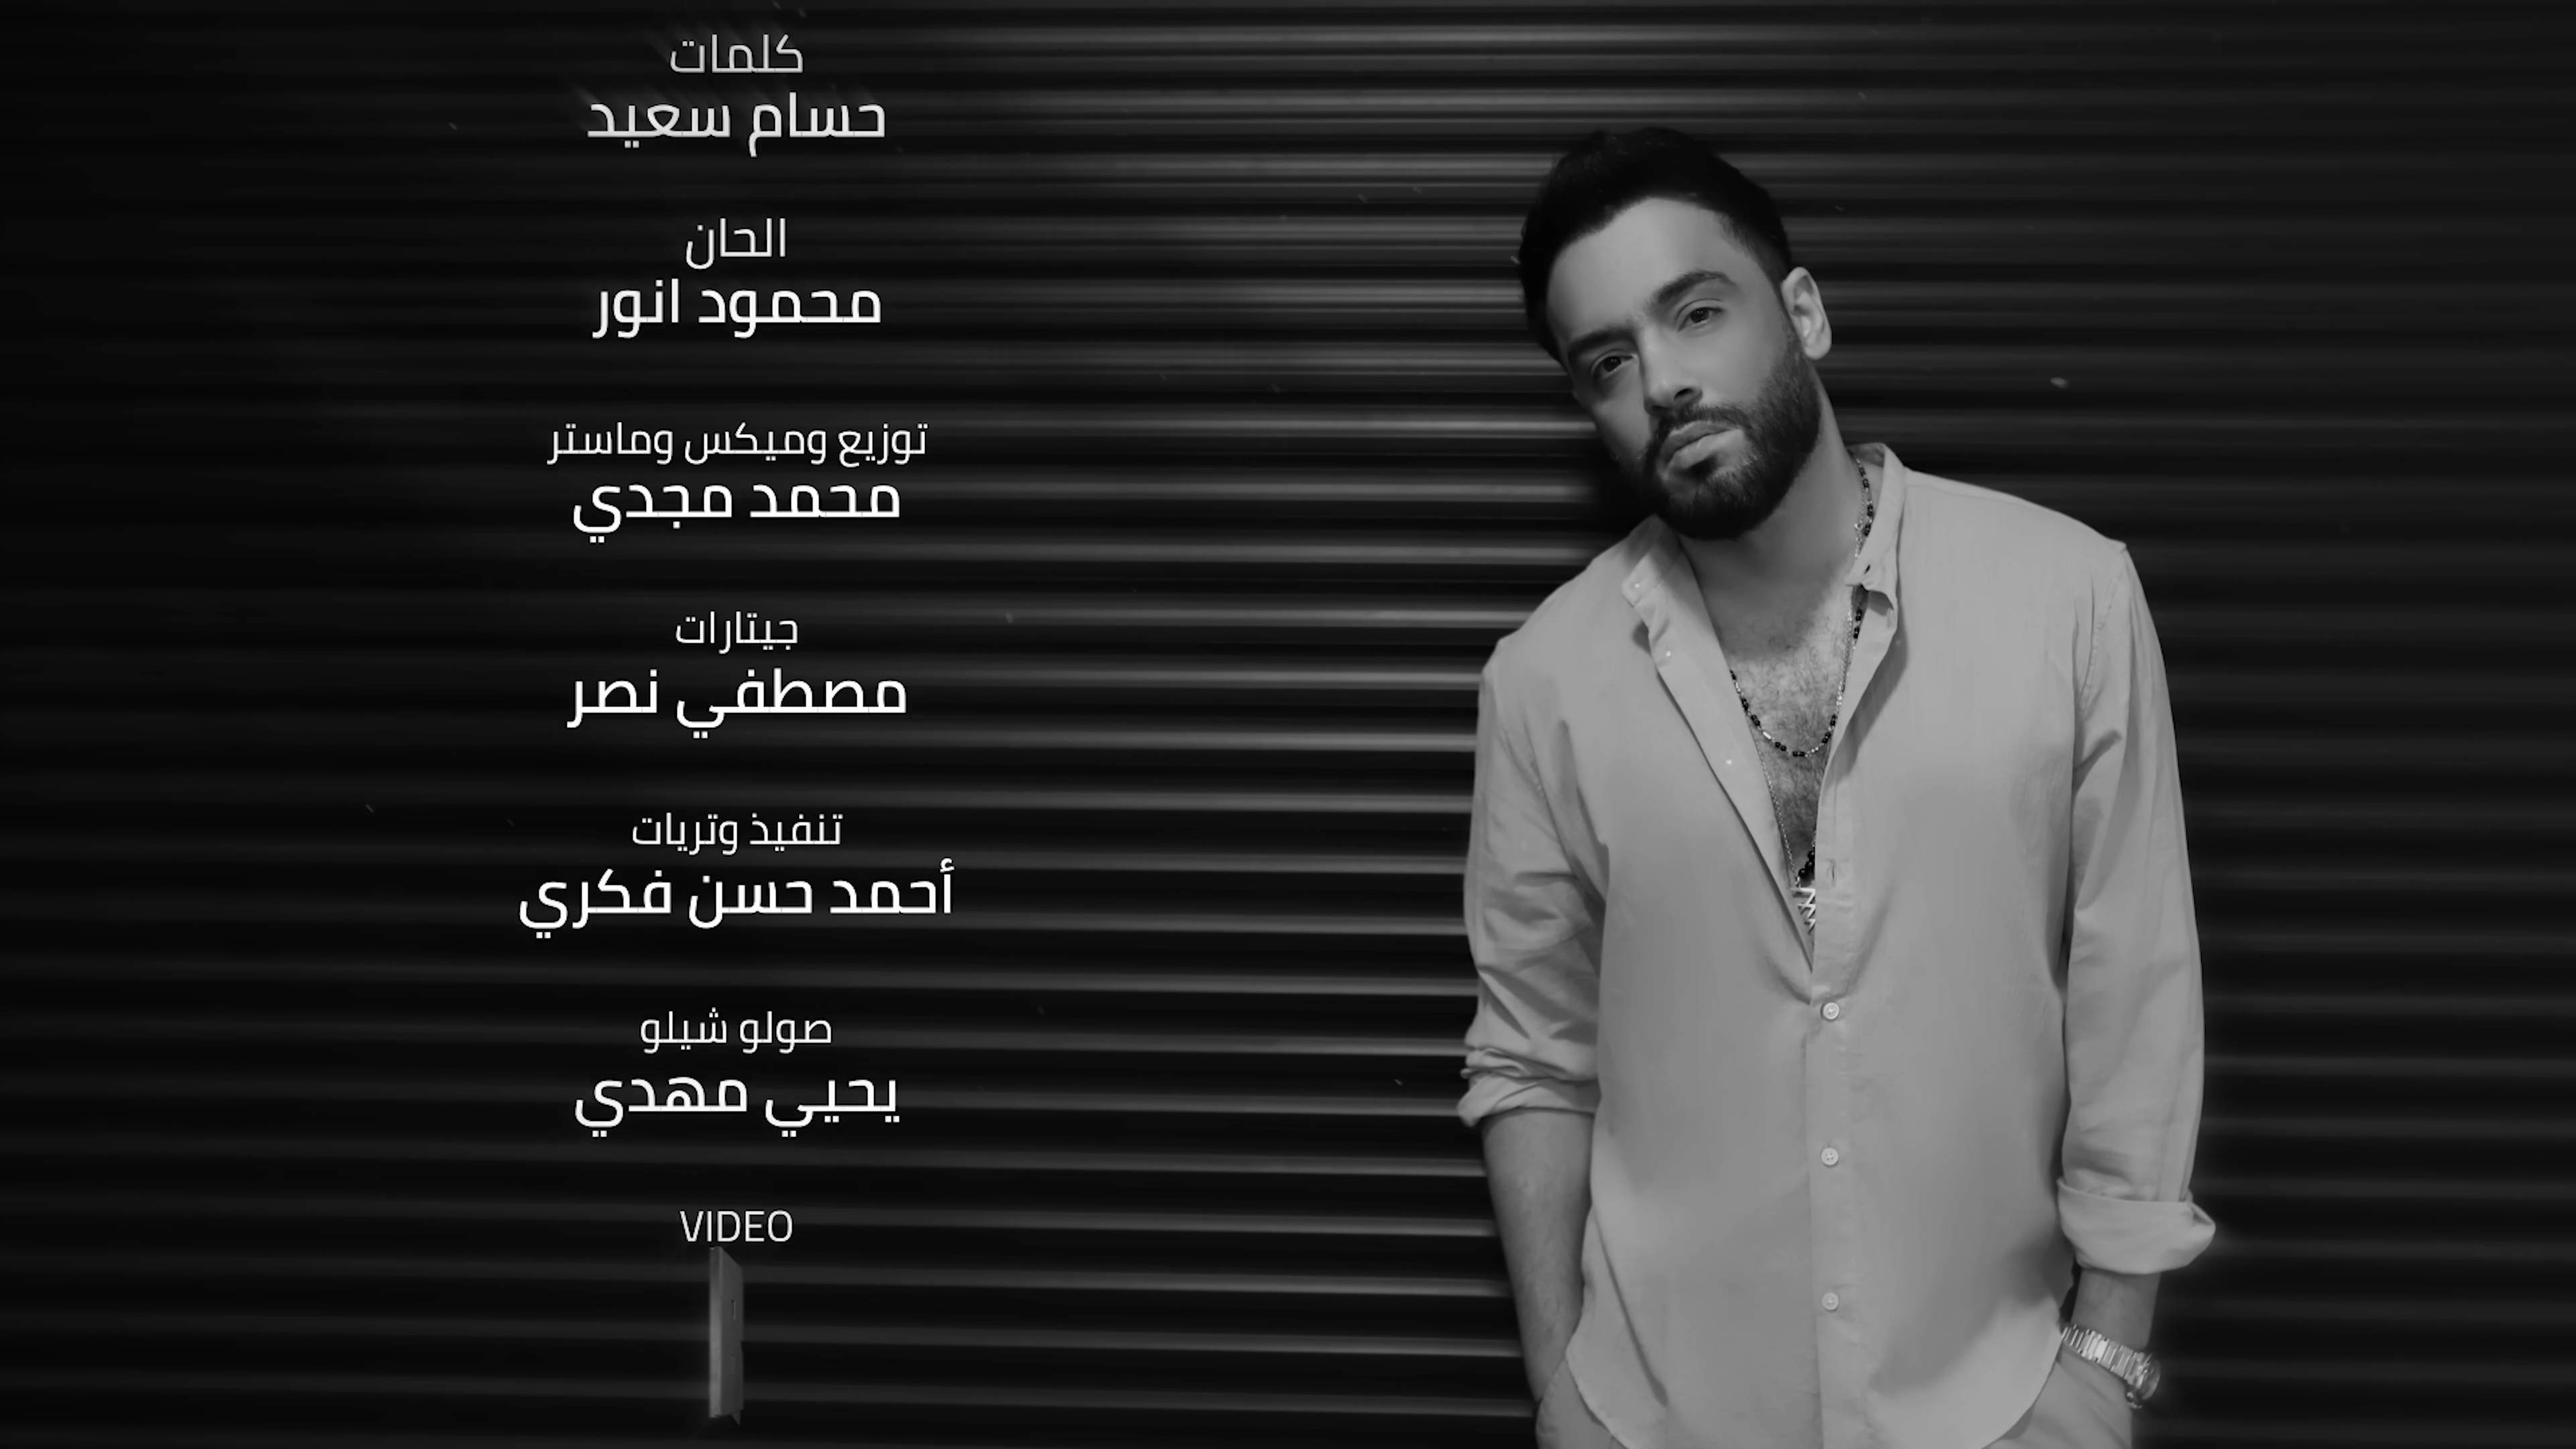 كلمات
حسام سعيد
الحان
محمود انور
توزيع وميكس وماستر
محمد مجدي
جيتارات
مصطفي نصر
تنفيذ وتريات
أحمد حسن فكري
صولو شيلو
يحيي مهدي
VIDEO